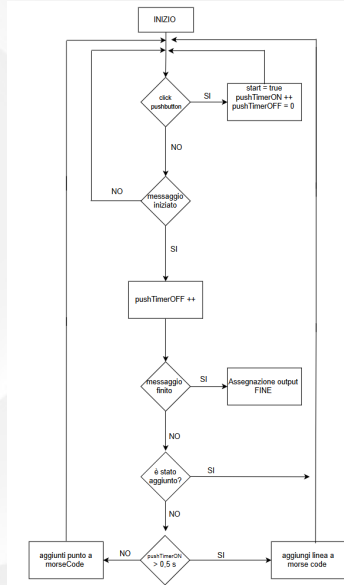 INIZIO
click
pushbutton
SI
start = true
pushTimerON ++
pushTimerOFF = 0
NO
NO
messaggio
iniziato
SI
pushTimerOFF ++
messaggio
finito
SI
Assegnazione output
FINE
NO
è stato
aggiunto?
SI
NO
aggiunti punto a
morseCode
NO
pushTimerON
> 0,5 s
SI
aggiungi linea a
morse code